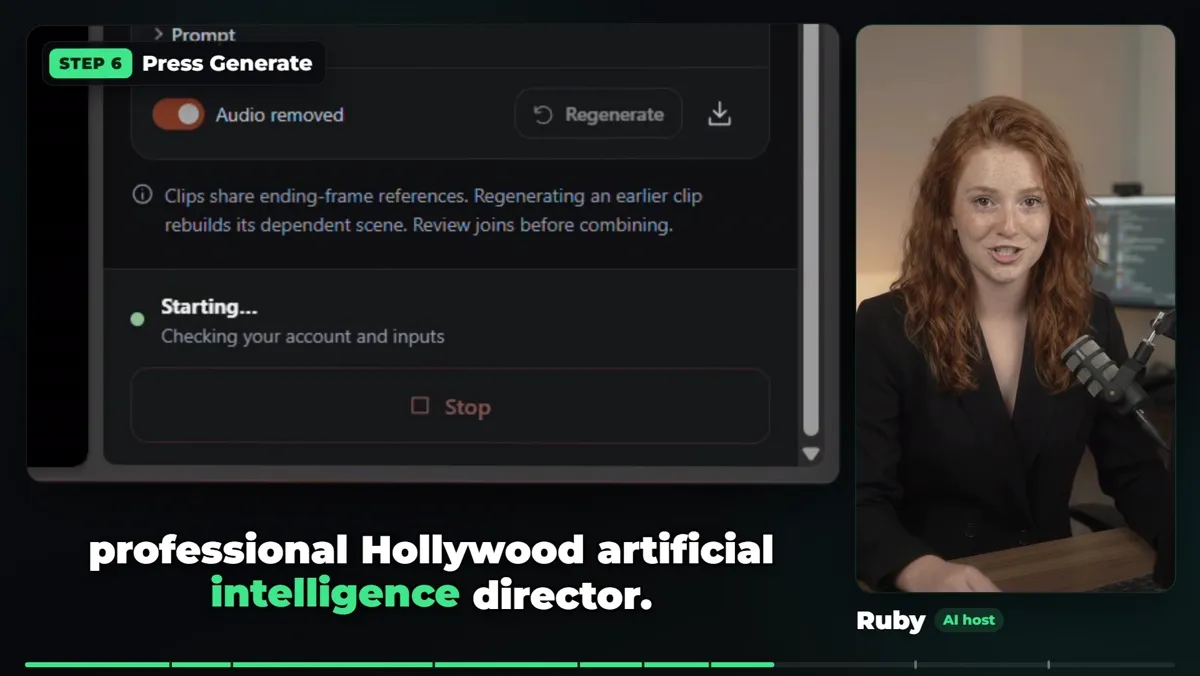 Prompt
STEP 6 Press Generate
Audio removed
Regenerate
Clips share ending-frame references. Regenerating an earlier clip
rebuilds its dependent scene. Review joins before combining.
Starting...
Checking your account and inputs
Stop
professional Hollywood artificial
intelligence director.
Ruby AI host